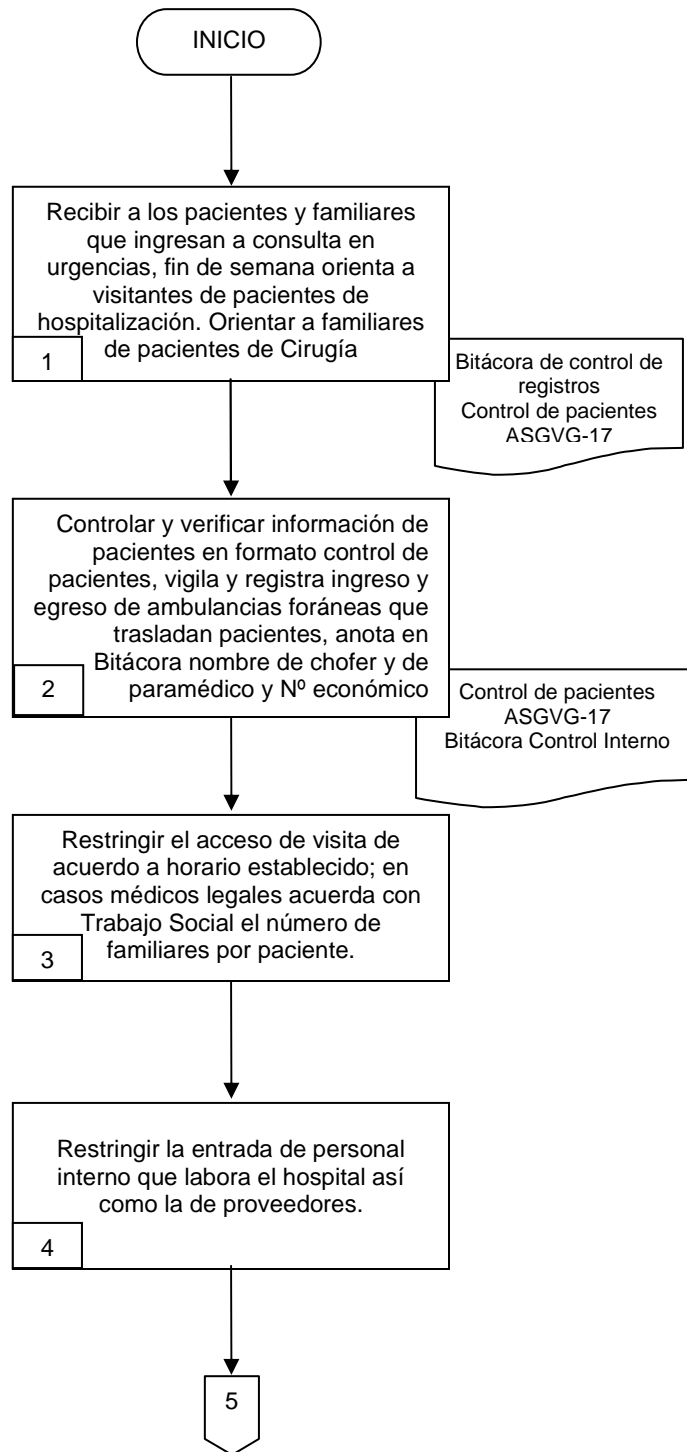 INICIO
Recibir a los pacientes y familiares
que ingresan a consulta en
urgencias, fin de semana orienta a
visitantes de pacientes de
hospitalización. Orientar a familiares
de pacientes de Cirugía
1
Bitácora de control de
registros
Control de pacientes
ASGVG-17
Controlar y verificar información de
pacientes en formato control de
pacientes, vigila y registra ingreso y
egreso de ambulancias foráneas que
trasladan pacientes, anota en
Bitácora nombre de chofer y de
paramédico y Nº económico
2
Control de pacientes
ASGVG-17
Bitácora Control Interno
Restringir el acceso de visita de
acuerdo a horario establecido; en
casos médicos legales acuerda con
Trabajo Social el número de
familiares por paciente.
3
Restringir la entrada de personal
interno que labora el hospital así
como la de proveedores.
4
5